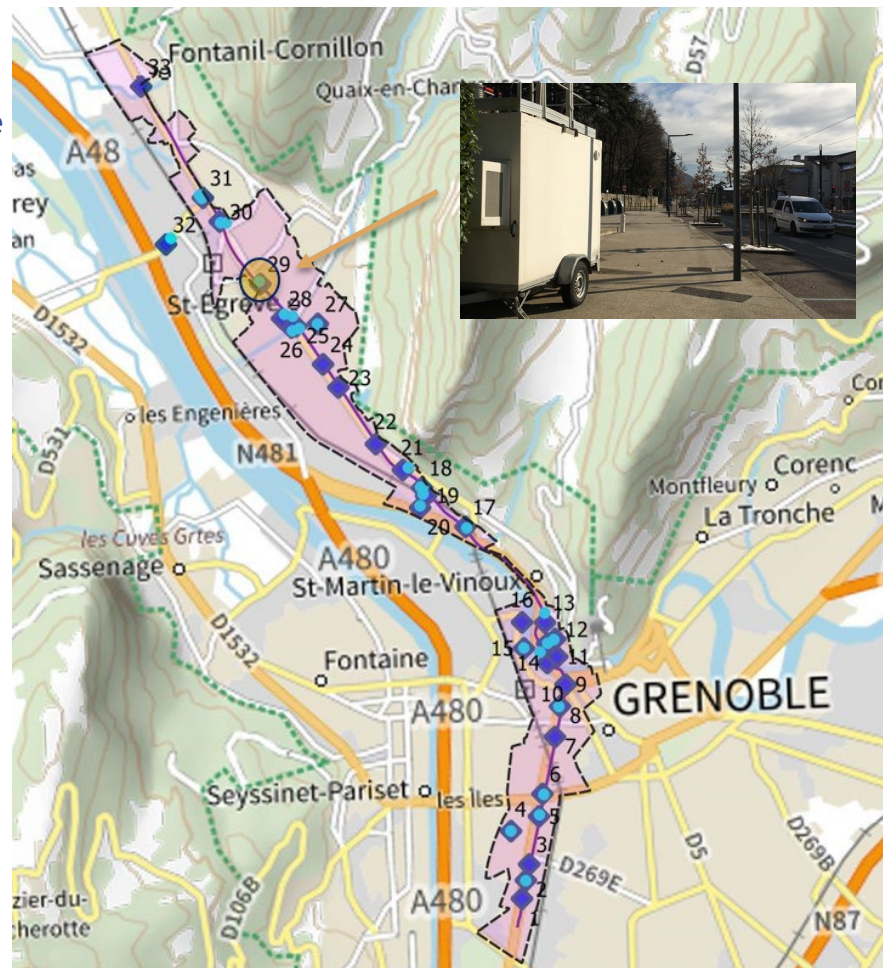 Fontanil-Cornillon
D57
Quaix-en-Char
e
33
A48
as
rey
an
31
30
32
29
St-Egrève
28
27
25
26
24
23
D1532
les Engenières
22
D531
N481
21
18
19
20
17
Corenc
Montfleury
La Tronche
les Cuves Grtes
Sassenage
A480
St-Martin-le-Vinoux
16
13
12
15
14
11
D1532
Fontaine
10
9
A480
GRENOBLE
8
7
6
Seyssinet-Pariset
les Iles
4
5
3
D269E
D5
D269B
2
1
zier-du-
cherotte
D106B
A480
N87